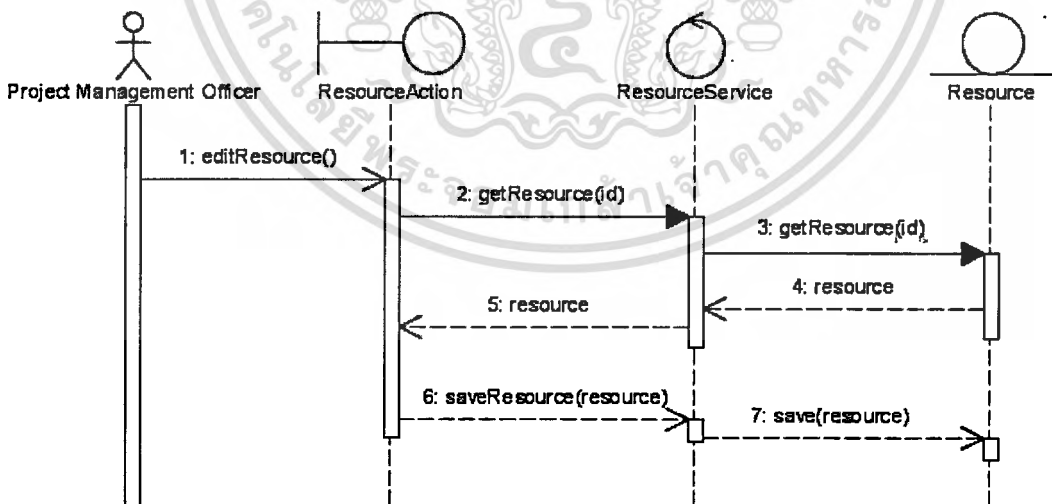 Project Management Officer
ResourceAction
ResourceService
Resource
1: editResource()
2: getResource(id)
3: getResource(id)
4: resource
5: resource
6: saveResource(resource)
7: save(resource)